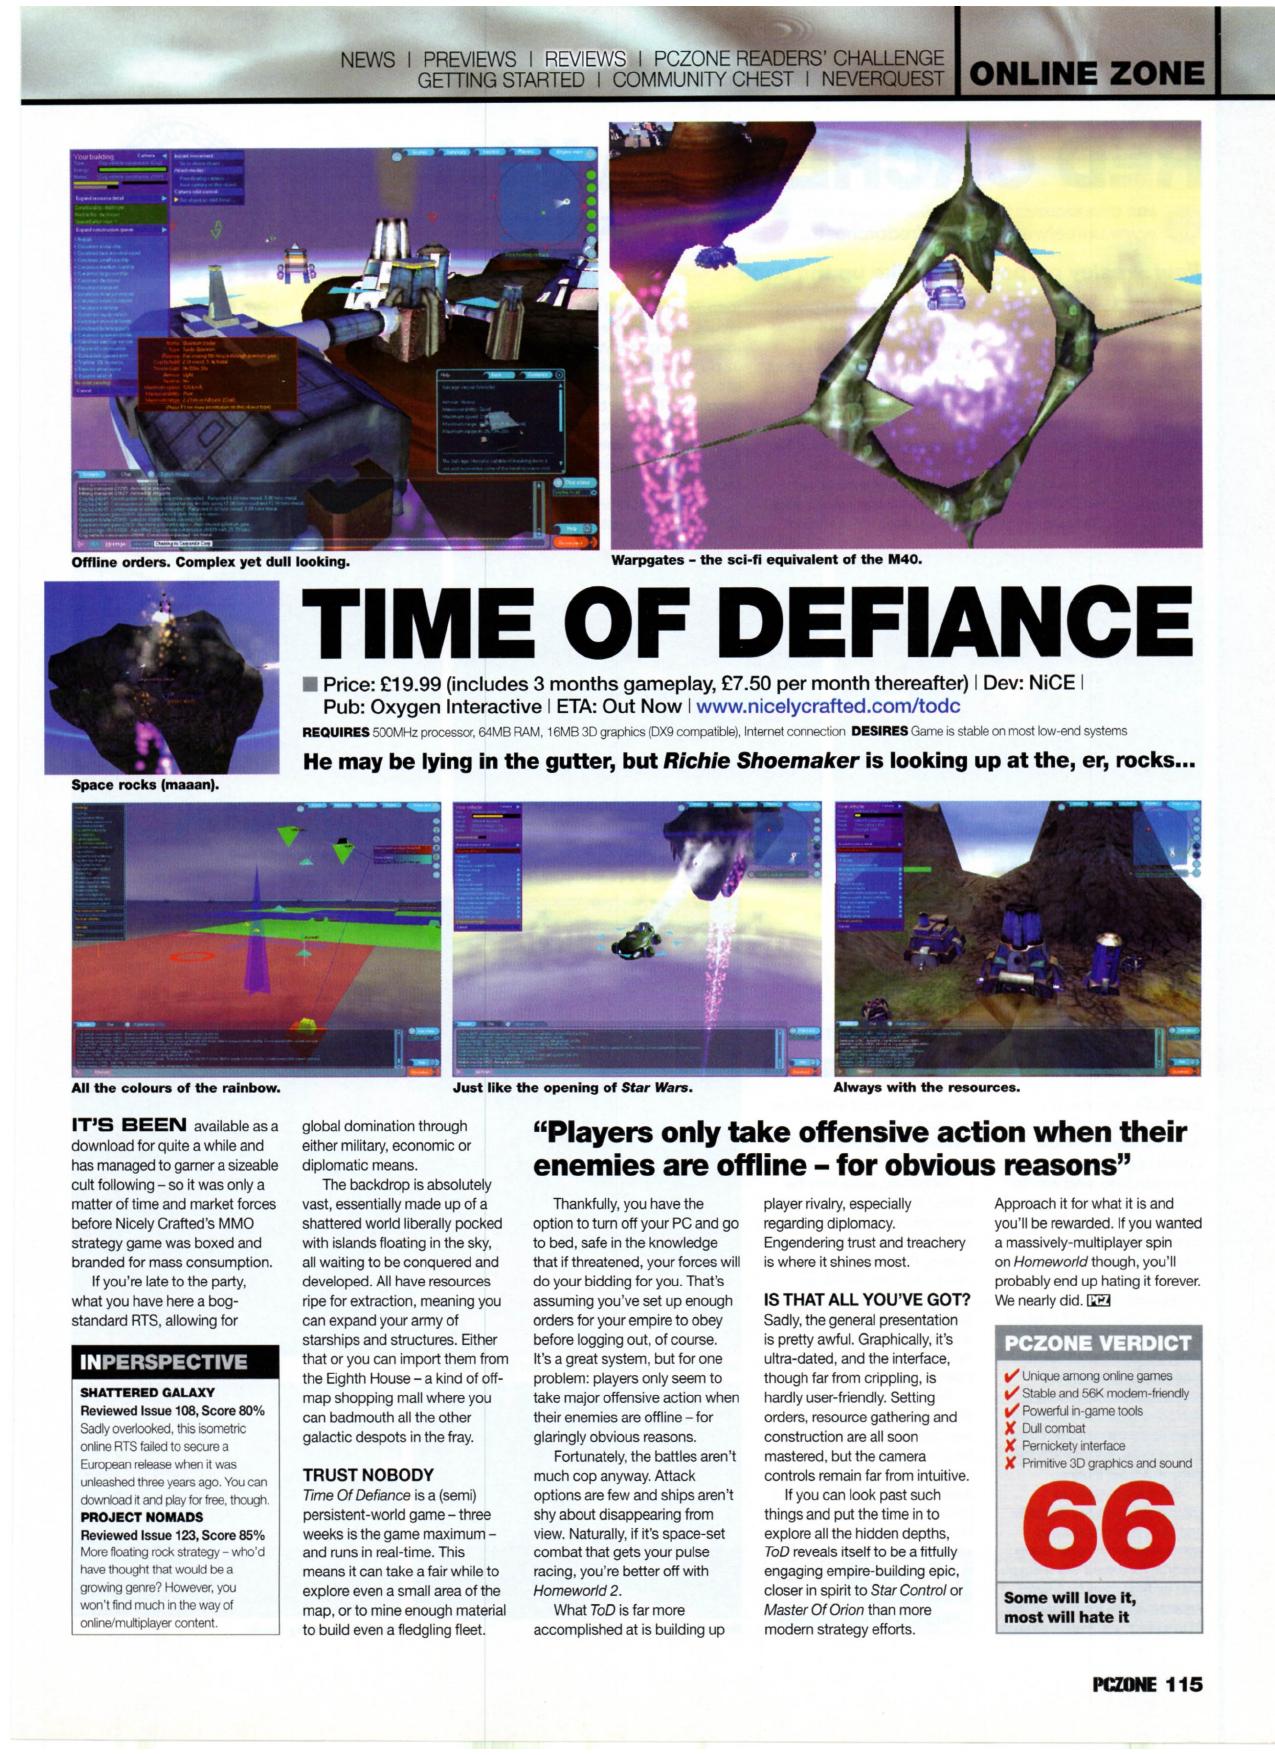 NEWS | PREVIEWS | REVIEWS | PCZONE READERS' CHALLENGE
GETTING STARTED | COMMUNITY CHEST | NEVERQUEST
ONLINE ZONE
Offline orders. Complex yet dull looking.
Warpgates – the sci-fi equivalent of the M40.
Space rocks (maaan).
TIME OF DEFIANCE
Price: £19.99 (includes 3 months gameplay, £7.50 per month thereafter) | Dev: NiCE |
Pub: Oxygen Interactive | ETA: Out Now | www.nicelycrafted.com/todc
REQUIRES 500MHz processor, 64MB RAM, 16MB 3D graphics (DX9 compatible), Internet connection DESIRES Game is stable on most low-end systems
He may be lying in the gutter, but Richie Shoemaker is looking up at the, er, rocks...
All the colours of the rainbow.
Just like the opening of Star Wars.
Always with the resources.
IT'S BEEN available as a
download for quite a while and
has managed to garner a sizeable
cult following – so it was only a
matter of time and market forces
before Nicely Crafted's MMO
strategy game was boxed and
branded for mass consumption.
If you're late to the party,
what you have here a bog-
standard RTS, allowing for
INPERSPECTIVE
SHATTERED GALAXY
Reviewed Issue 108, Score 80%
Sadly overlooked, this isometric
online RTS failed to secure a
European release when it was
unleashed three years ago. You can
download it and play for free, though.
PROJECT NOMADS
Reviewed Issue 123, Score 85%
More floating rock strategy – who'd
have thought that would be a
growing genre? However, you
won't find much in the way of
online/multiplayer content.
global domination through
either military, economic or
diplomatic means.
The backdrop is absolutely
vast, essentially made up of a
shattered world liberally pocked
with islands floating in the sky,
all waiting to be conquered and
developed. All have resources
ripe for extraction, meaning you
can expand your army of
starships and structures. Either
that or you can import them from
the Eighth House – a kind of off-
map shopping mall where you
can badmouth all the other
galactic despots in the fray.
TRUST NOBODY
Time Of Defiance is a (semi)
persistent-world game – three
weeks is the game maximum –
and runs in real-time. This
means it can take a fair while to
explore even a small area of the
map, or to mine enough material
to build even a fledgling fleet.
“Players only take offensive action when their
enemies are offline – for obvious reasons”
Thankfully, you have the
option to turn off your PC and go
to bed, safe in the knowledge
that if threatened, your forces will
do your bidding for you. That's
assuming you've set up enough
orders for your empire to obey
before logging out, of course.
It's a great system, but for one
problem: players only seem to
take major offensive action when
their enemies are offline – for
glaringly obvious reasons.
Fortunately, the battles aren't
much cop anyway. Attack
options are few and ships aren't
shy about disappearing from
view. Naturally, if it's space-set
combat that gets your pulse
racing, you're better off with
Homeworld 2.
What ToD is far more
accomplished at is building up
player rivalry, especially
regarding diplomacy.
Engendering trust and treachery
is where it shines most.
IS THAT ALL YOU'VE GOT?
Sadly, the general presentation
is pretty awful. Graphically, it's
ultra-dated, and the interface,
though far from crippling, is
hardly user-friendly. Setting
orders, resource gathering and
construction are all soon
mastered, but the camera
controls remain far from intuitive.
If you can look past such
things and put the time in to
explore all the hidden depths,
ToD reveals itself to be a fitfully
engaging empire-building epic,
closer in spirit to Star Control or
Master Of Orion than more
modern strategy efforts.
Approach it for what it is and
you'll be rewarded. If you wanted
a massively-multiplayer spin
on Homeworld though, you'll
probably end up hating it forever.
We nearly did. PCZ
PCZONE VERDICT
✓ Unique among online games
✓ Stable and 56K modem-friendly
✓ Powerful in-game tools
✗ Dull combat
✗ Pernickety interface
✗ Primitive 3D graphics and sound
66
Some will love it,
most will hate it
PCZONE 115